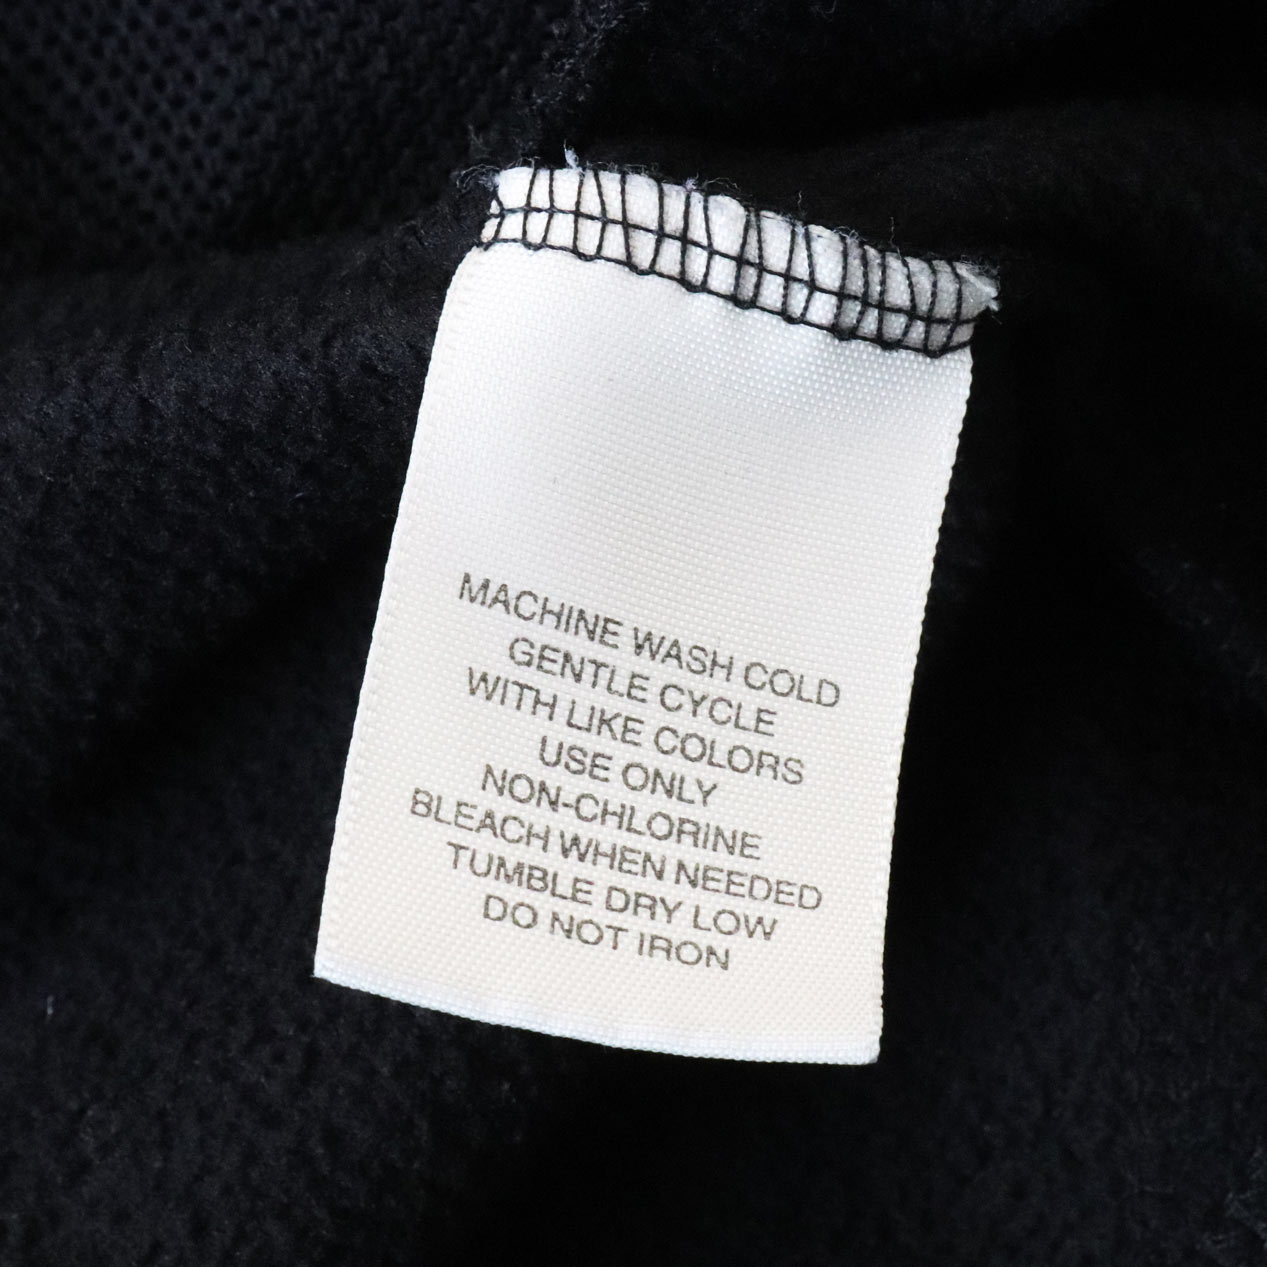 MACHINE WASH COLD
GENTLE CYCLE
WITH LIKE COLORS
USE ONLY
NON-CHLORINE
BLEACH WHEN NEEDED
TUMBLE DRY LOW
DO NOT IRON